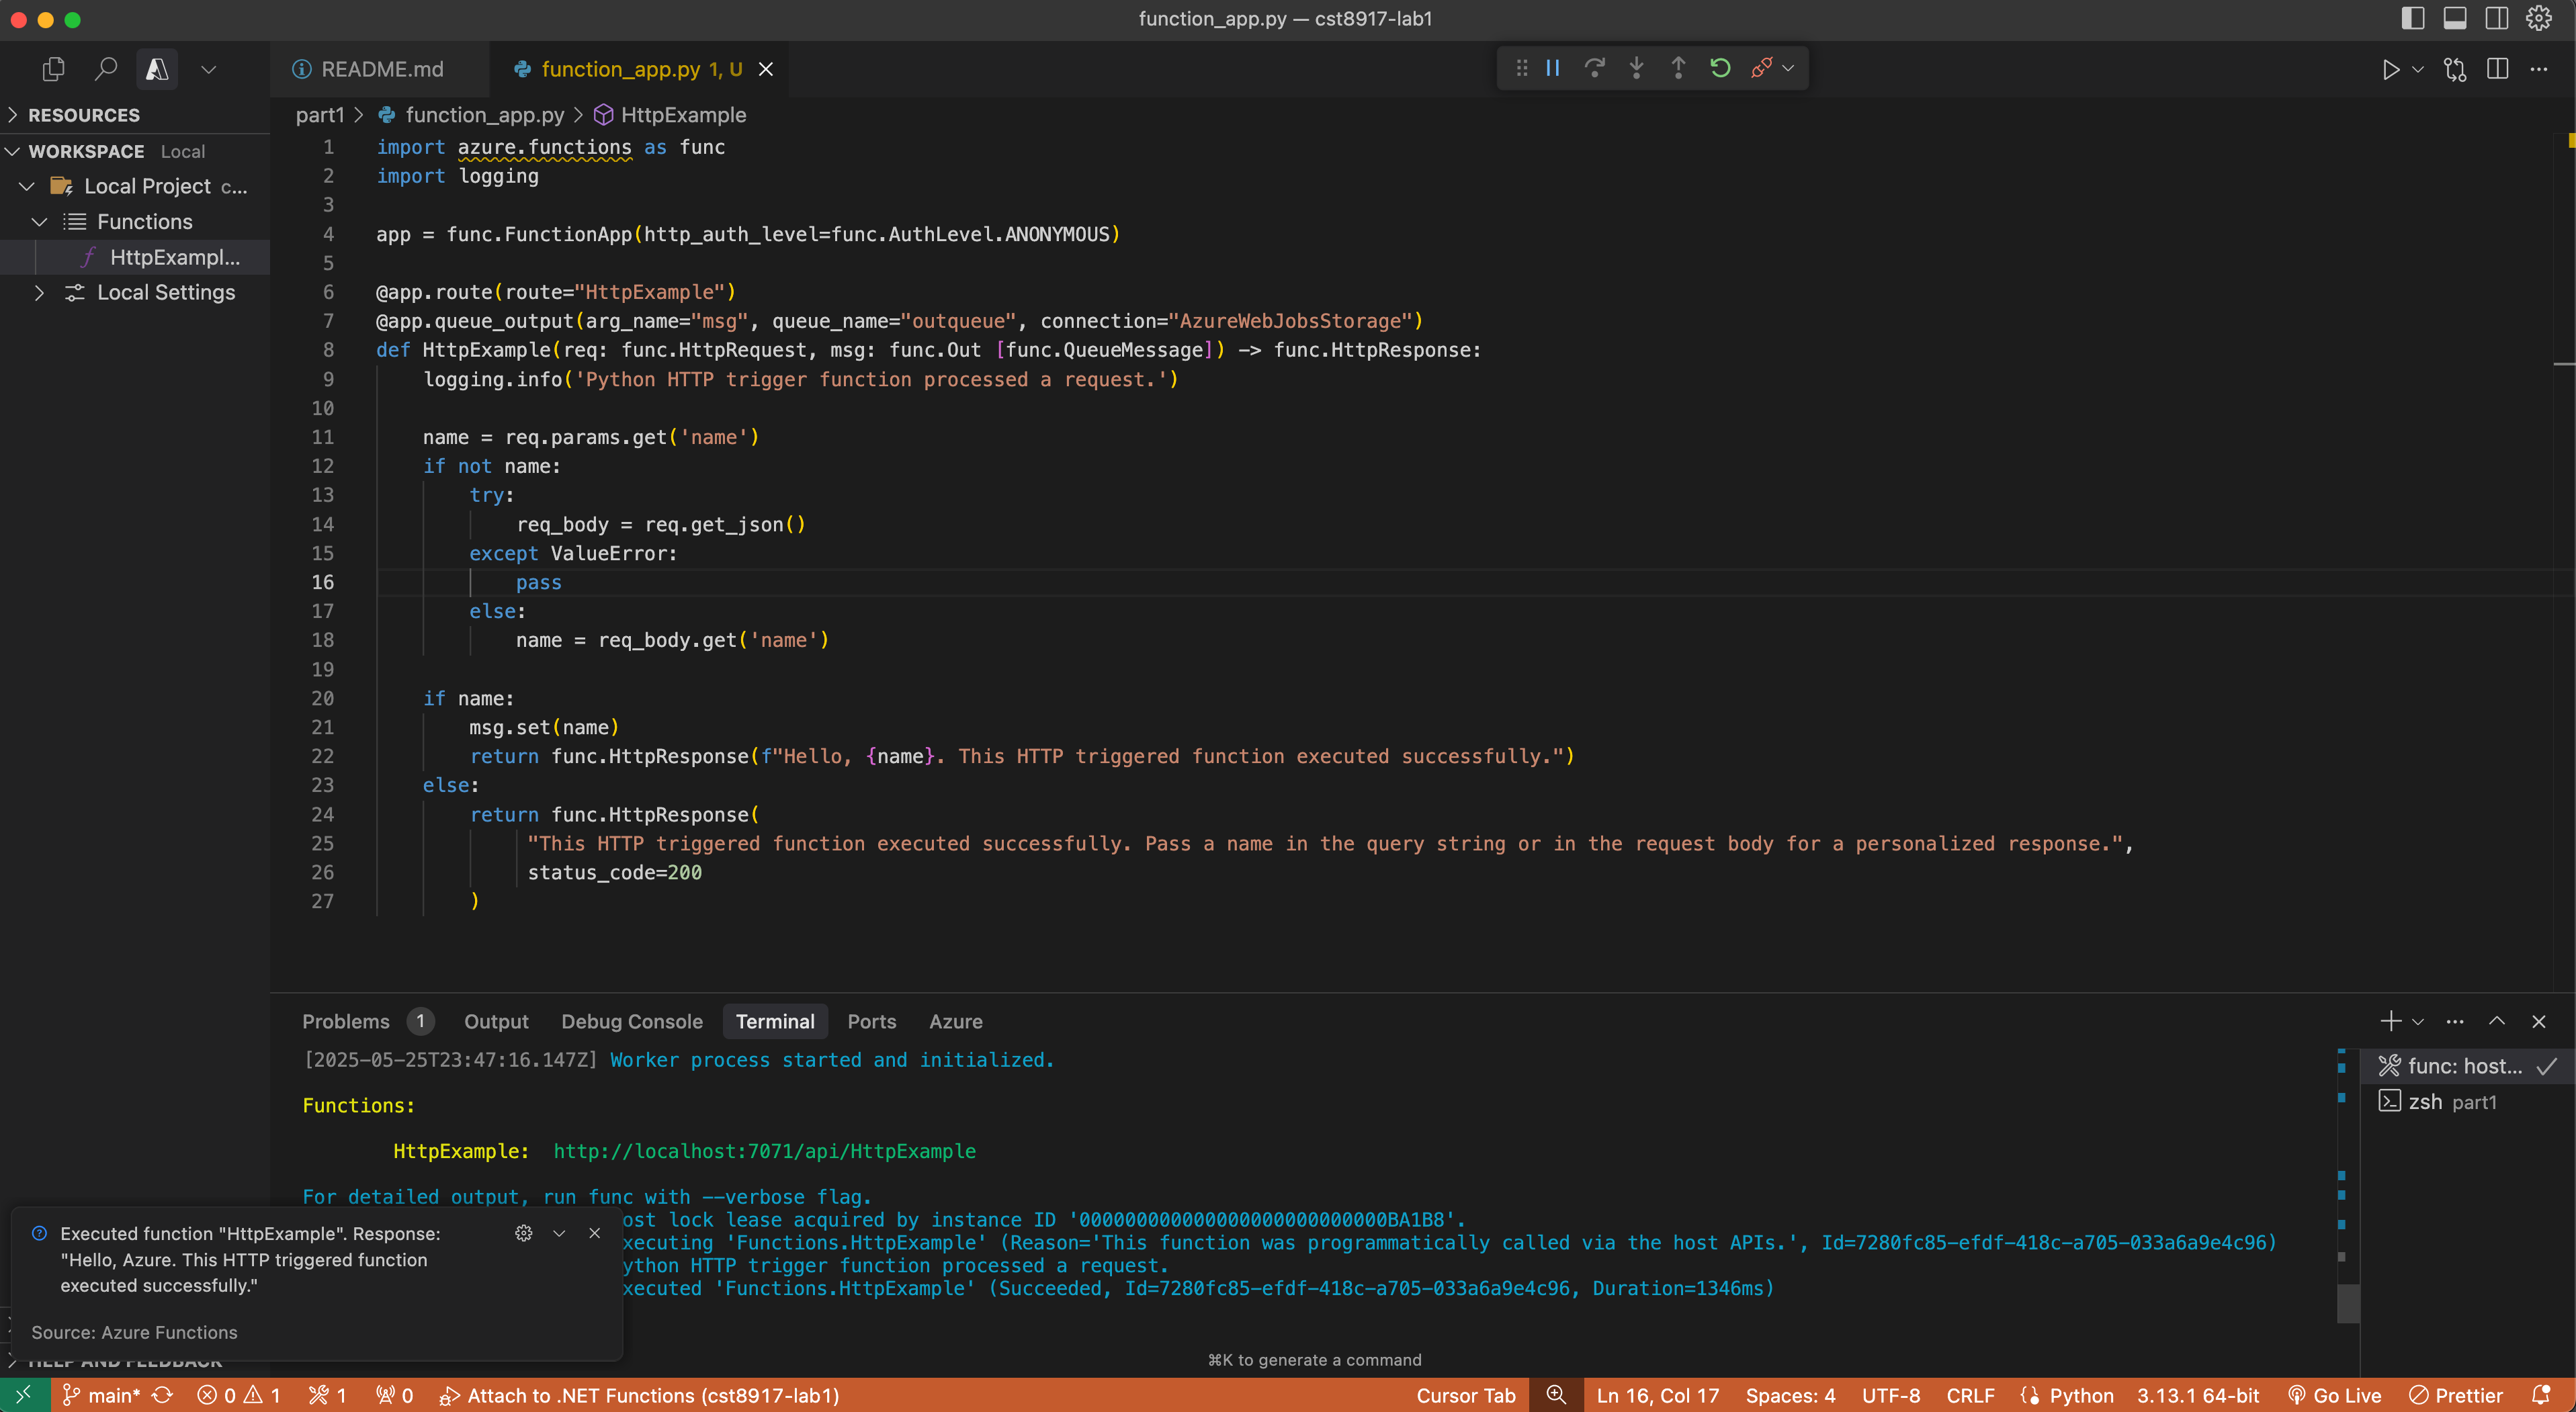 function_app.py — cst8917-lab1
README.md
function_app.py 1, U
RESOURCES
WORKSPACE Local
Local Project c...
Functions
HttpExampl...
Local Settings
part1 > function_app.py > HttpExample
1 import azure.functions as func
2 import logging
3
4 app = func.FunctionApp(http_auth_level=func.AuthLevel.ANONYMOUS)
5
6 @app.route(route="HttpExample")
7 @app.queue_output(arg_name="msg", queue_name="outqueue", connection="AzureWebJobsStorage")
8 def HttpExample(req: func.HttpRequest, msg: func.Out [func.QueueMessage]) -> func.HttpResponse:
9 logging.info('Python HTTP trigger function processed a request.')
10
11 name = req.params.get('name')
12 if not name:
13 try:
14 req_body = req.get_json()
15 except ValueError:
16 pass
17 else:
18 name = req_body.get('name')
19
20 if name:
21 msg.set(name)
22 return func.HttpResponse(f"Hello, {name}. This HTTP triggered function executed successfully.")
23 else:
24 return func.HttpResponse(
25 "This HTTP triggered function executed successfully. Pass a name in the query string or in the request body for a personalized response.",
26 status_code=200
27 )
Problems 1 Output Debug Console Terminal Ports Azure
[2025-05-25T23:47:16.147Z] Worker process started and initialized.
func: host...
zsh part1
Functions:
HttpExample: http://localhost:7071/api/HttpExample
For detailed output, run func with --verbose flag.
ost lock lease acquired by instance ID '000000000000000000000000000BA1B8'.
xecuting 'Functions.HttpExample' (Reason='This function was programmatically called via the host APIs.', Id=7280fc85-efdf-418c-a705-033a6a9e4c96)
ython HTTP trigger function processed a request.
xecuted 'Functions.HttpExample' (Succeeded, Id=7280fc85-efdf-418c-a705-033a6a9e4c96, Duration=1346ms)
Executed function "HttpExample". Response:
"Hello, Azure. This HTTP triggered function
executed successfully."
Source: Azure Functions
HELP AND FEEDBACK
⌘K to generate a command
main* 0 1 1 0 Attach to .NET Functions (cst8917-lab1) Cursor Tab Ln 16, Col 17 Spaces: 4 UTF-8 CRLF Python 3.13.1 64-bit Go Live Prettier